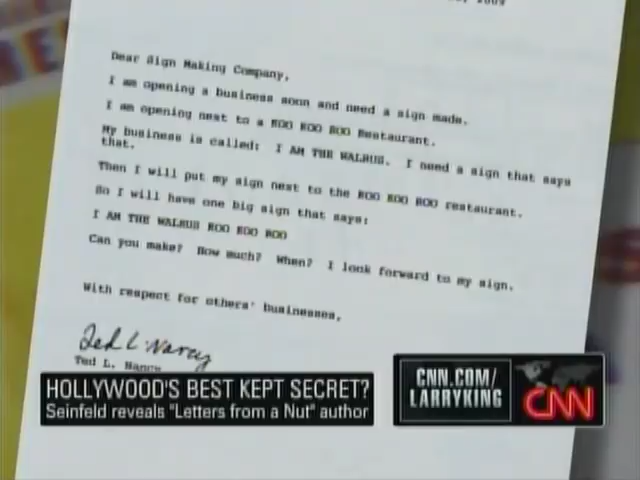 2009
Dear Sign Making Company,
I am opening a business soon and need a sign made.
I am opening next to a KOO KOO ROO Restaurant.
My business is called: I AM THE WALRUS. I need a sign that says
that.
Then I will put my sign next to the KOO KOO ROO restaurant.
So I will have one big sign that says:
I AM THE WALRUS KOO KOO ROO
Can you make? How much? When? I look forward to my sign.
With respect for others' businesses,
Ted L Nancy
Ted L. Nancy
HOLLYWOOD'S BEST KEPT SECRET?
Seinfeld reveals "Letters from a Nut" author
CNN.COM/
LARRYKING
CNN